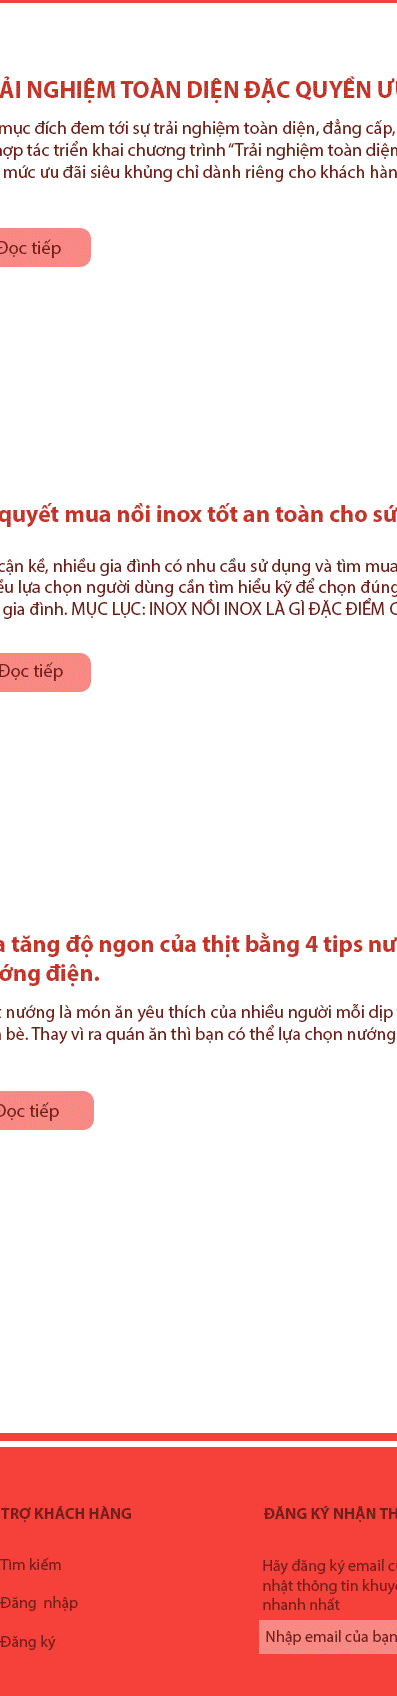 ẢI NGHIỆM TOÀN DIỆN ĐẶC QUYỀN Ư
mục đích đem tới sự trải nghiệm toàn diện, đẳng cấp,
hợp tác triển khai chương trình “Trải nghiệm toàn diện
mức ưu đãi siêu khủng chỉ dành riêng cho khách hàn
Đọc tiếp
quyết mua nồi inox tốt an toàn cho sứ
cận kề, nhiều gia đình có nhu cầu sử dụng và tìm mua
ều lựa chọn người dùng cần tìm hiểu kỹ để chọn đúng
gia đình. MỤC LỤC: INOX NỒI INOX LÀ GÌ ĐẶC ĐIỂM C
Đọc tiếp
a tăng độ ngon của thịt bằng 4 tips nư
ớng điện.
t nướng là món ăn yêu thích của nhiều người mỗi dịp
n bè. Thay vì ra quán ăn thì bạn có thể lựa chọn nướng
Đọc tiếp
TRỢ KHÁCH HÀNG
Tìm kiếm
Đăng nhập
Đăng ký
ĐĂNG KÝ NHẬN TH
Hãy đăng ký email c
nhật thông tin khuy
nhanh nhất
Nhập email của bạn